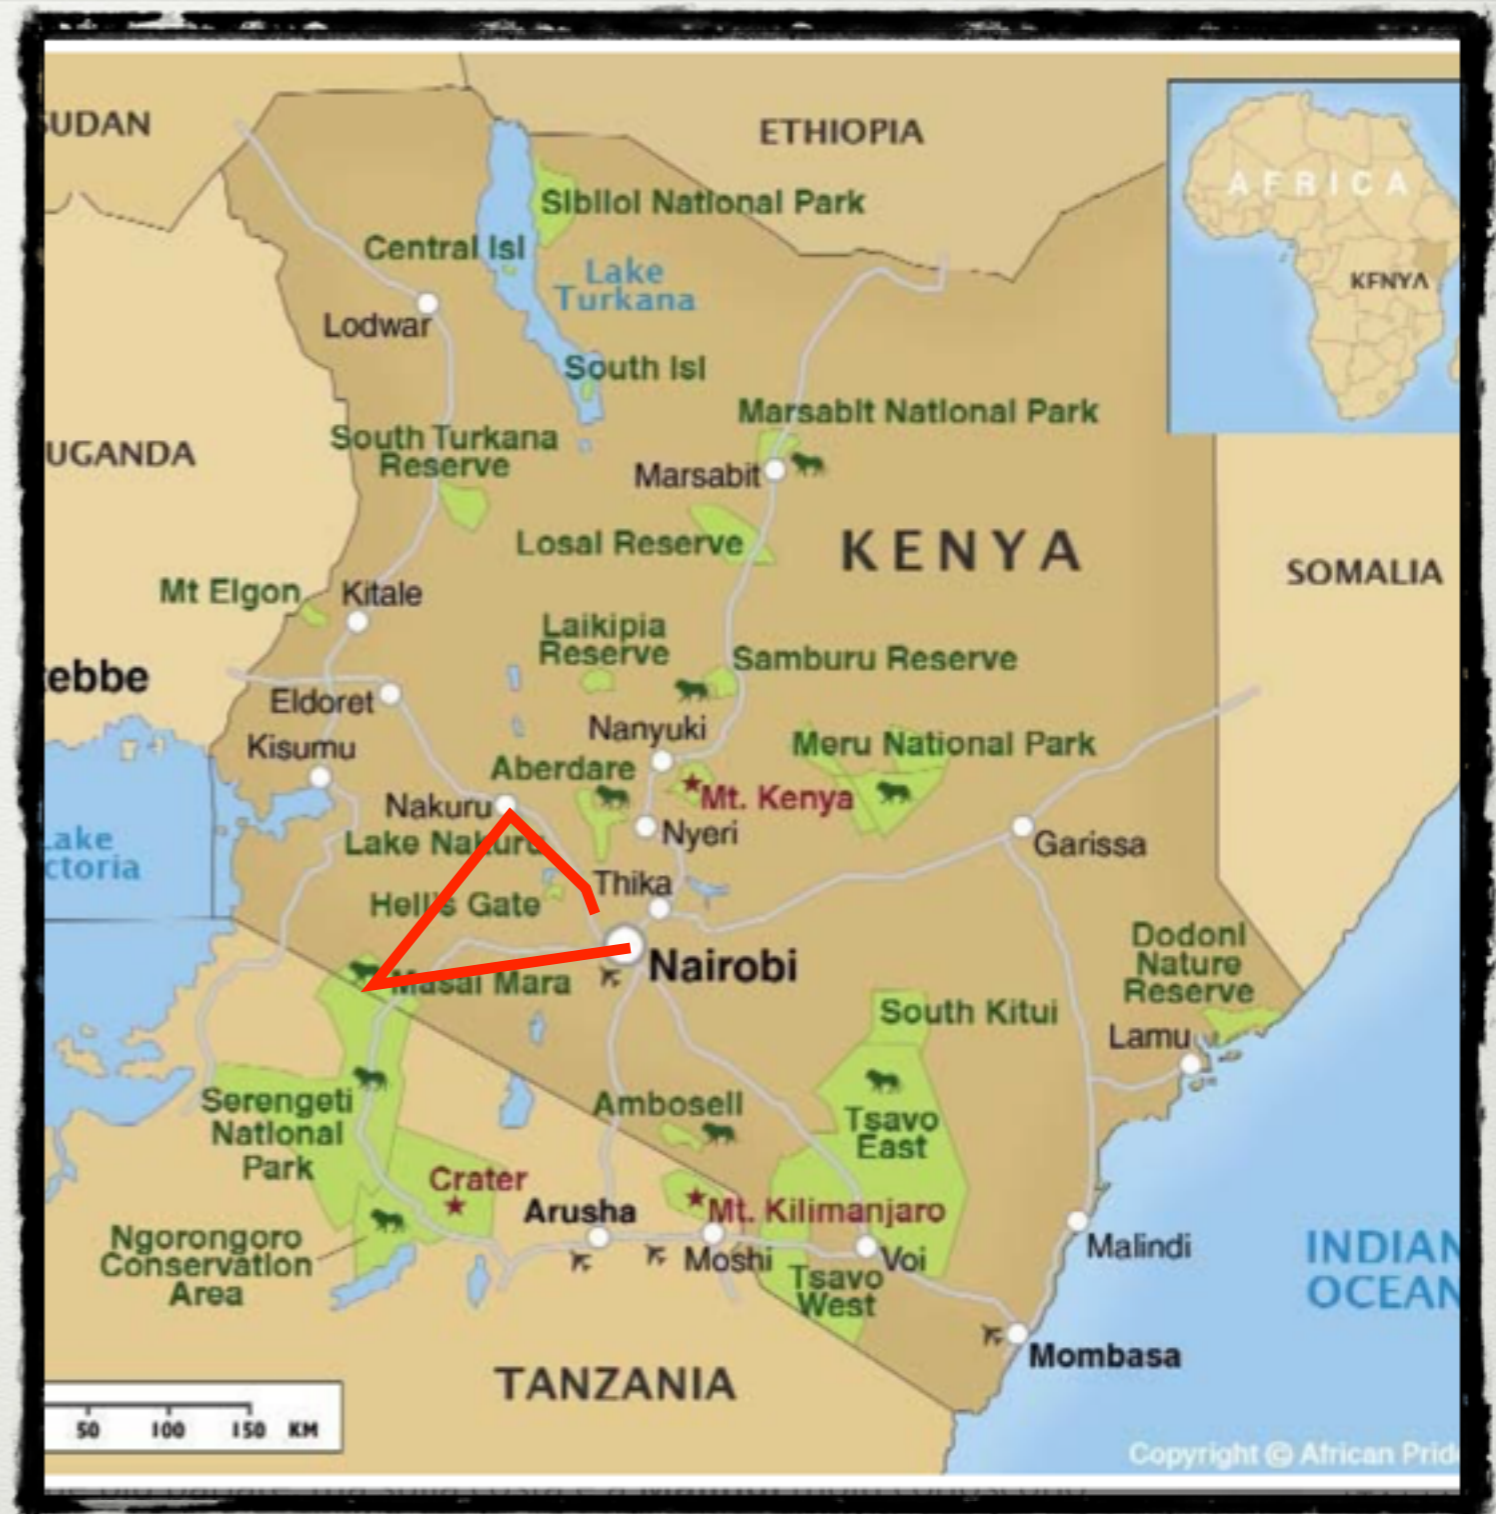 SUDAN
ETHIOPIA
AFRICA
KENYA
Sibiloi National Park
Central Isl
Lake
Turkana
Lodwar
South Isl
Marsabit National Park
South Turkana
Reserve
UGANDA
Marsabit
Losai Reserve
KENYA
SOMALIA
Mt Elgon
Kitale
Laikipia
Reserve
Samburu Reserve
tebbe
Eldoret
Nanyuki
Kisumu
Meru National Park
Aberdare
Mt. Kenya
Nakuru
Nyeri
Lake Nakuru
Lake
ctoria
Garissa
Thika
Hell's Gate
Nairobi
Dodoni
Nature
Reserve
Masai Mara
South Kitui
Lamu
Serengeti
National
Park
Amboseli
Tsavo
East
Crater
Arusha
Mt. Kilimanjaro
Ngorongoro
Conservation
Area
Moshi
Voi
Malindi
Tsavo
West
INDIAN
OCEAN
Mombasa
TANZANIA
50 100 150 KM
Copyright © African Prid